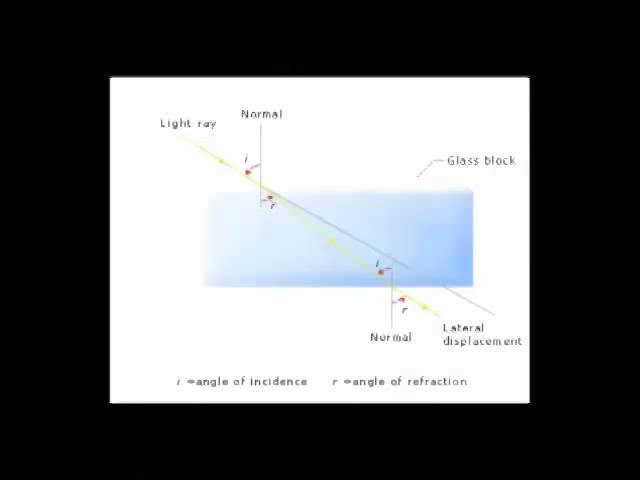 Normal
Light ray
i
Glass block
r
i
r
Lateral
displacement
Normal
i =angle of incidence r =angle of refraction